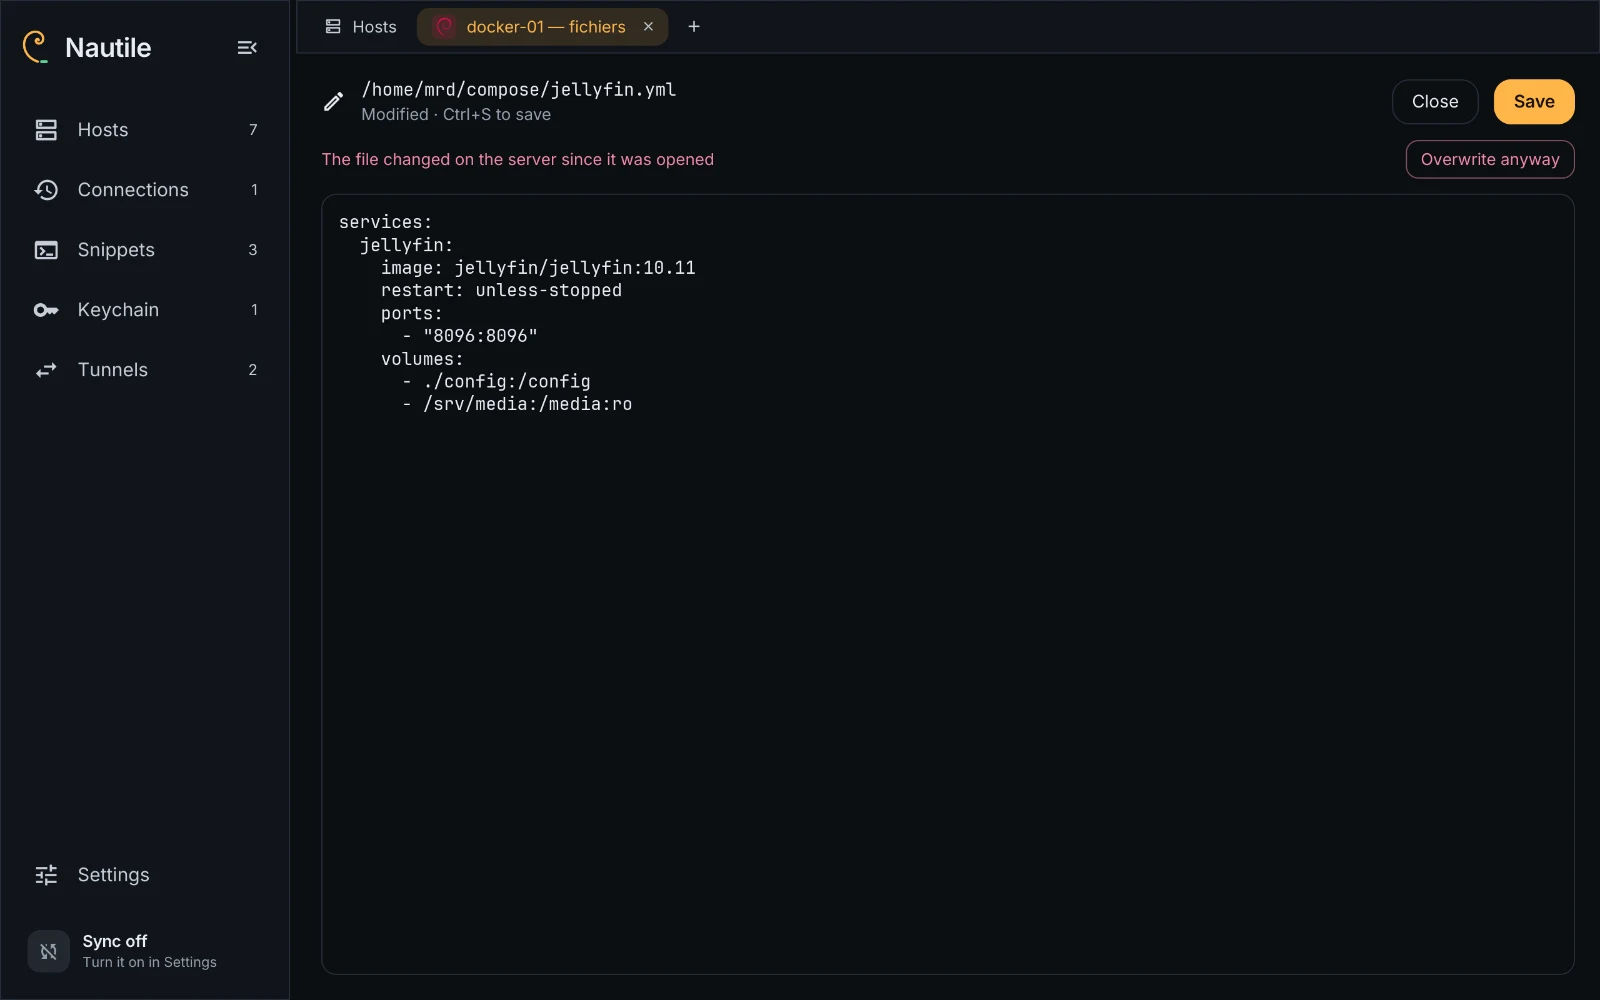 Nautile
Hosts 7
Connections 1
Snippets 3
Keychain 1
Tunnels 2
Settings
Sync off
Turn it on in Settings
Hosts
docker-01 — fichiers
/home/mrd/compose/jellyfin.yml
Modified · Ctrl+S to save
Close
Save
The file changed on the server since it was opened
Overwrite anyway
services:
  jellyfin:
    image: jellyfin/jellyfin:10.11
    restart: unless-stopped
    ports:
      - "8096:8096"
    volumes:
      - ./config:/config
      - /srv/media:/media:ro